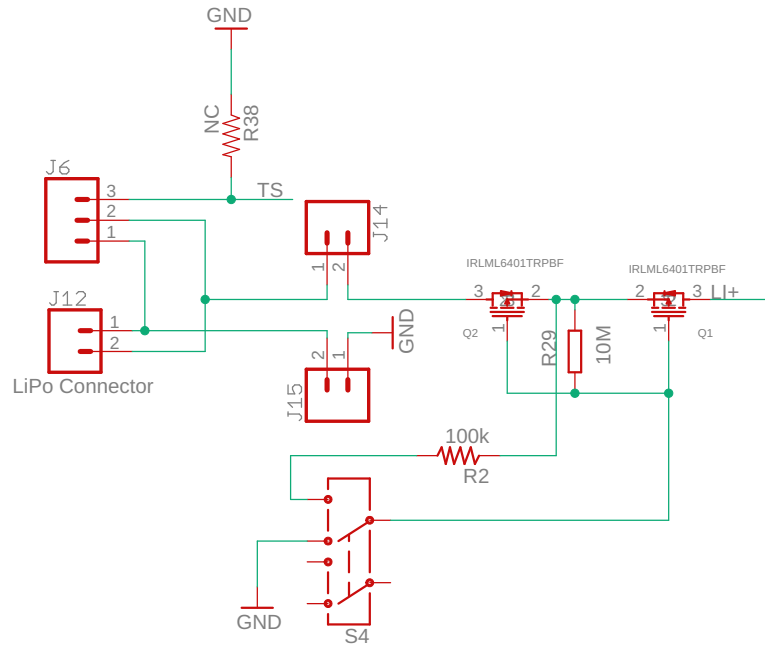 GND
NC
R38
J6
3
2
1
TS
J14
1
2
J12
1
2
LiPo Connector
2
1
GND
J15
IRLML6401TRPBF
3
2
1
Q2
IRLML6401TRPBF
2
3
LI+
1
Q1
R29
10M
100k
R2
GND
S4